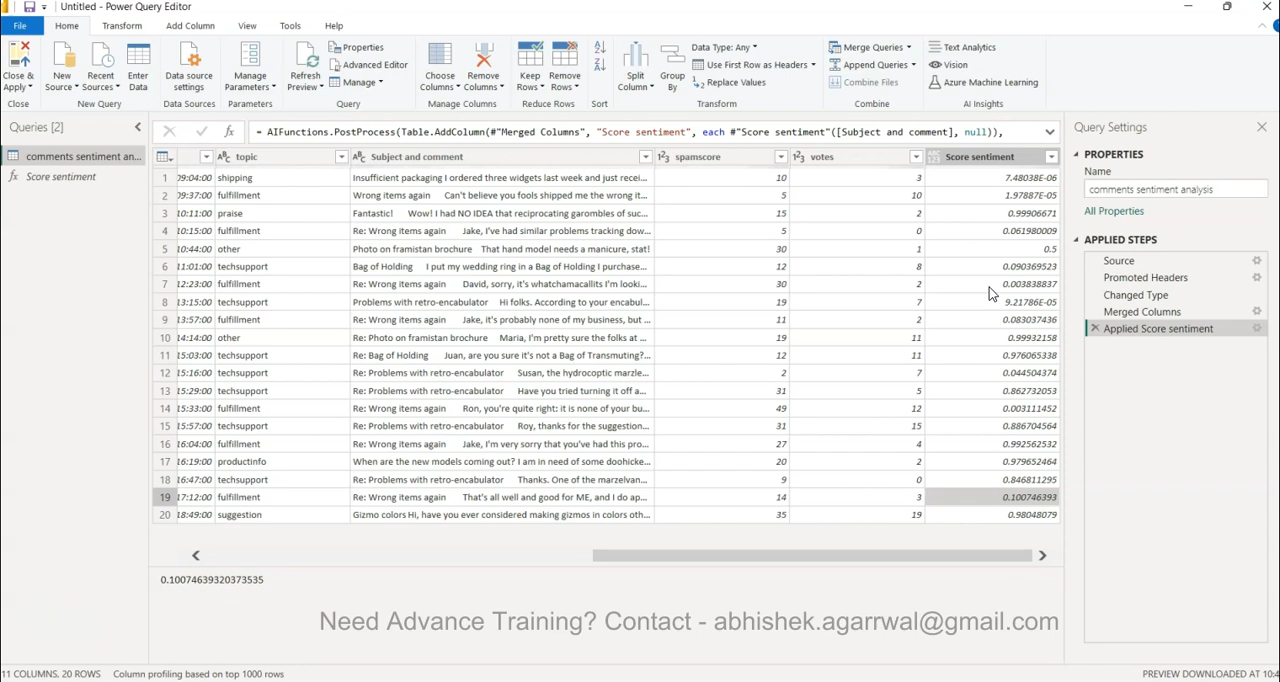 Untitled - Power Query Editor
File Home Transform Add Column View Tools Help
Close & Apply
New Source
Recent Sources
Enter Data
Data source settings
Manage Parameters
Refresh Preview
Properties
Advanced Editor
Manage
Choose Columns
Remove Columns
Keep Rows
Remove Rows
Split Column
Group By
Data Type: Any
Use First Row as Headers
Replace Values
Merge Queries
Append Queries
Combine Files
Text Analytics
Vision
Azure Machine Learning
Close New Query Data Sources Parameters Query Manage Columns Reduce Rows Sort Transform Combine AI Insights
Queries [2]
comments sentiment an...
fx Score sentiment
fx = AIFunctions.PostProcess(Table.AddColumn(#"Merged Columns", "Score sentiment", each #"Score sentiment"([Subject and comment], null)),
topic Subject and comment spamscore votes Score sentiment
1 09:04:00 shipping Insufficient packaging I ordered three widgets last week and just recei... 10 3 7.48038E-06
2 09:37:00 fulfillment Wrong items again Can't believe you fools shipped me the wrong it... 5 10 1.97887E-05
3 10:11:00 praise Fantastic! Wow! I had NO IDEA that reciprocating garombles of suc... 15 2 0.99906671
4 10:15:00 fulfillment Re: Wrong items again Jake, I've had similar problems tracking dow... 5 0 0.061980009
5 10:44:00 other Photo on framistan brochure That hand model needs a manicure, stat! 30 1 0.5
6 11:01:00 techsupport Bag of Holding I put my wedding ring in a Bag of Holding I purchase... 12 8 0.090369523
7 12:23:00 fulfillment Re: Wrong items again David, sorry, it's whatchamacallits I'm looki... 30 2 0.003838837
8 13:15:00 techsupport Problems with retro-encabulator Hi folks. According to your encabul... 19 7 9.21786E-05
9 13:57:00 fulfillment Re: Wrong items again Jake, it's probably none of my business, but ... 11 2 0.083037436
10 14:14:00 other Re: Photo on framistan brochure Maria, I'm pretty sure the folks at ... 19 11 0.99932158
11 15:03:00 techsupport Re: Bag of Holding Juan, are you sure it's not a Bag of Transmuting?... 12 11 0.976065338
12 15:16:00 techsupport Re: Problems with retro-encabulator Susan, the hydrocoptic marzle... 2 7 0.044504374
13 15:29:00 techsupport Re: Problems with retro-encabulator Have you tried turning it off a... 31 5 0.862732053
14 15:33:00 fulfillment Re: Wrong items again Ron, you're quite right: it is none of your bu... 49 12 0.003111452
15 15:57:00 techsupport Re: Problems with retro-encabulator Roy, thanks for the suggestion... 31 15 0.886704564
16 16:04:00 fulfillment Re: Wrong items again Jake, I'm very sorry that you've had this pro... 27 4 0.992562532
17 16:19:00 productinfo When are the new models coming out? I am in need of some doohicke... 20 2 0.979652464
18 16:47:00 techsupport Re: Problems with retro-encabulator Thanks. One of the marzelvan... 9 0 0.846811295
19 17:12:00 fulfillment Re: Wrong items again That's all well and good for ME, and I do ap... 14 3 0.100746393
20 18:49:00 suggestion Gizmo colors Hi, have you ever considered making gizmos in colors oth... 35 19 0.98048079
0.10074639320373535
Query Settings
PROPERTIES
Name
comments sentiment analysis
All Properties
APPLIED STEPS
Source
Promoted Headers
Changed Type
Merged Columns
Applied Score sentiment
Need Advance Training? Contact - abhishek.agarrwal@gmail.com
11 COLUMNS, 20 ROWS Column profiling based on top 1000 rows
PREVIEW DOWNLOADED AT 10:4